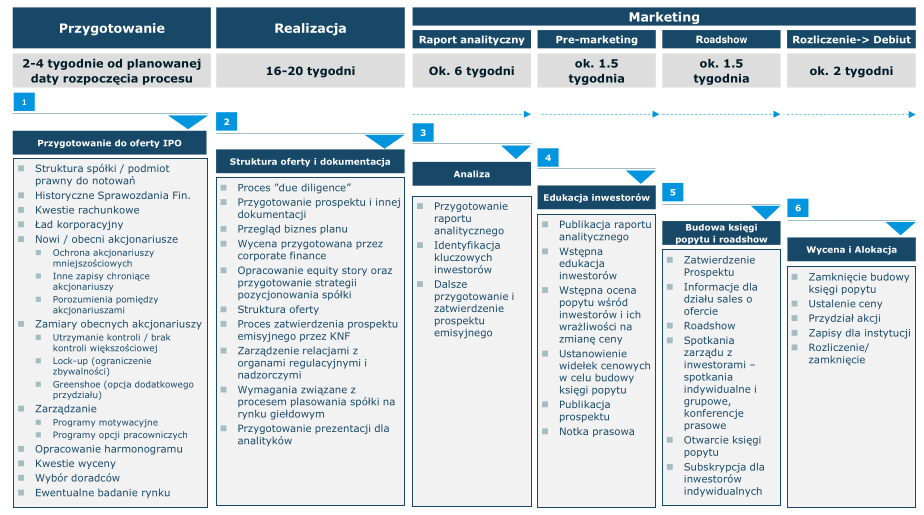 Przygotowanie
Realizacja
Marketing
Raport analityczny
Pre-marketing
Roadshow
Rozliczenie-> Debiut
2-4 tygodnie od planowanej
daty rozpoczęcia procesu
16-20 tygodni
Ok. 6 tygodni
ok. 1.5
tygodnia
ok. 1.5
tygodnia
ok. 2 tygodni
1
Przygotowanie do oferty IPO
Struktura spółki / podmiot
prawny do notowań
Historyczne Sprawozdania Fin.
Kwestie rachunkowe
Ład korporacyjny
Nowi / obecni akcjonariusze
Ochrona akcjonariuszy
mniejszościowych
Inne zapisy chroniące
akcjonariuszy
Porozumienia pomiędzy
akcjonariuszami
Zamiary obecnych akcjonariuszy
Utrzymanie kontroli / brak
kontroli większościowej
Lock-up (ograniczenie
zbywalności)
Greenshoe (opcja dodatkowego
przydziału)
Zarządzanie
Programy motywacyjne
Programy opcji pracowniczych
Opracowanie harmonogramu
Kwestie wyceny
Wybór doradców
Ewentualne badanie rynku
2
Struktura oferty i dokumentacja
Proces “due diligence”
Przygotowanie prospektu i innej
dokumentacji
Przegląd biznes planu
Wycena przygotowana przez
corporate finance
Opracowanie equity story oraz
przygotowanie strategii
pozycjonowania spółki
Struktura oferty
Proces zatwierdzenia prospektu
emisyjnego przez KNF
Zarządzenie relacjami z
organami regulacyjnymi i
nadzorczymi
Wymagania związane z
procesem plasowania spółki na
rynku giełdowym
Przygotowanie prezentacji dla
analityków
3
Analiza
Przygotowanie
raportu
analitycznego
Identyfikacja
kluczowych
inwestorów
Dalsze
przygotowanie i
zatwierdzenie
prospektu
emisyjnego
4
Edukacja inwestorów
Publikacja raportu
analitycznego
Wstępna
edukacja
inwestorów
Wstępna ocena
popytu wśród
inwestorów i ich
wrażliwości na
zmianę ceny
Ustanowienie
widełek cenowych
w celu budowy
księgi popytu
Publikacja
prospektu
Notka prasowa
5
Budowa księgi
popytu i roadshow
Zatwierdzenie
Prospektu
Informacje dla
działu sales o
ofercie
Roadshow
Spotkania
zarządu z
inwestorami –
spotkania
indywidualne i
grupowe,
konferencje
prasowe
Otwarcie księgi
popytu
Subskrypcja dla
inwestorów
indywidualnych
6
Wycena i Alokacja
Zamknięcie budowy
księgi popytu
Ustalenie ceny
Przydział akcji
Zapisy dla instytucji
Rozliczenie/
zamknięcie